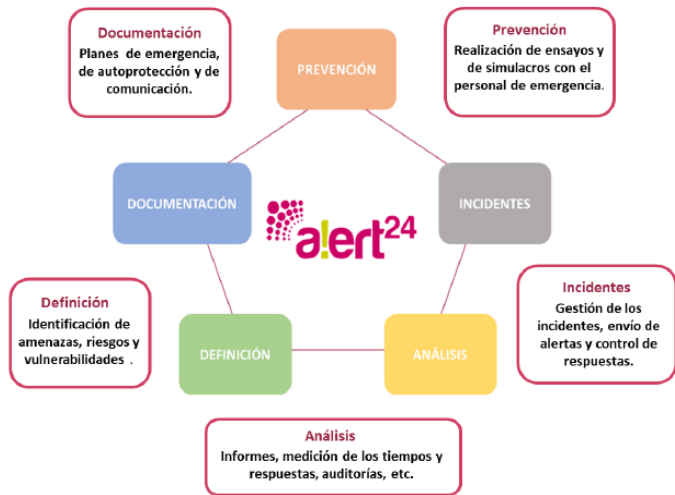 Documentación
Planes de emergencia,
de autoprotección y de
comunicación.
PREVENCIÓN
Prevención
Realización de ensayos y
de simulacros con el
personal de emergencia.
DOCUMENTACIÓN
a!ert24
INCIDENTES
Definición
Identificación de
amenazas, riesgos y
vulnerabilidades .
DEFINICIÓN
ANÁLISIS
Incidentes
Gestión de los
incidentes, envío de
alertas y control de
respuestas.
Análisis
Informes, medición de los tiempos y
respuestas, auditorías, etc.